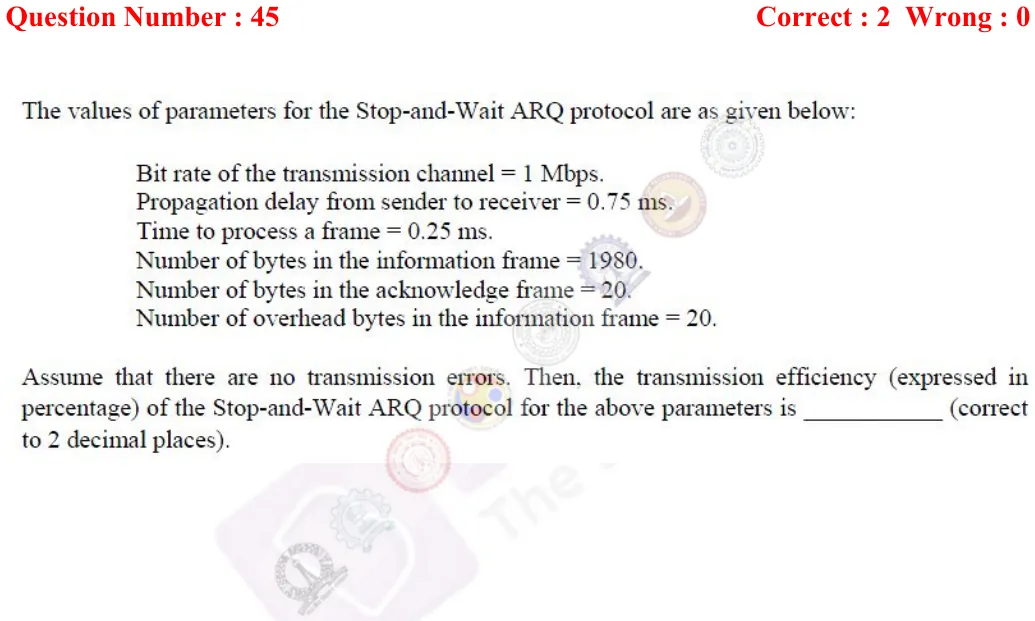 Question Number : 45 Correct : 2 Wrong : 0
The values of parameters for the Stop-and-Wait ARQ protocol are as given below:
Bit rate of the transmission channel = 1 Mbps.
Propagation delay from sender to receiver = 0.75 ms.
Time to process a frame = 0.25 ms.
Number of bytes in the information frame = 1980.
Number of bytes in the acknowledge frame = 20.
Number of overhead bytes in the information frame = 20.
Assume that there are no transmission errors. Then, the transmission efficiency (expressed in
percentage) of the Stop-and-Wait ARQ protocol for the above parameters is ____________ (correct
to 2 decimal places).
The